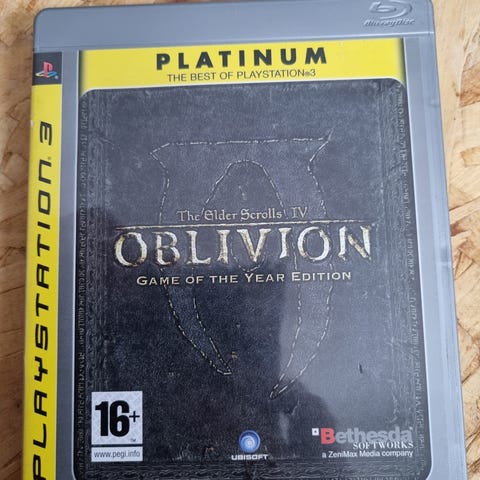 Blu-ray Disc
PLATINUM
THE BEST OF PLAYSTATION®3
PLAYSTATION 3
The Elder Scrolls IV
OBLIVION
GAME OF THE YEAR EDITION
16+
www.pegi.info
UBISOFT
Bethesda
SOFTWORKS
a ZeniMax Media company